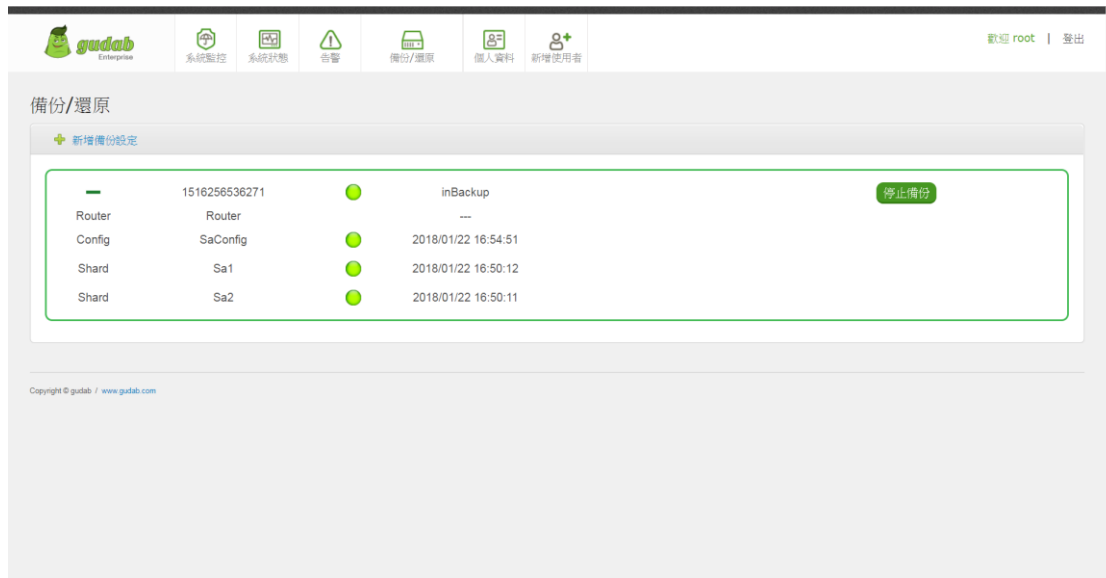 gudab
Enterprise
系統監控 系統狀態 告警 備份/還原 個人資料 新增使用者
歡迎 root | 登出
備份/還原
新增備份設定
1516256536271 inBackup 停止備份
Router Router ---
Config SaConfig 2018/01/22 16:54:51
Shard Sa1 2018/01/22 16:50:12
Shard Sa2 2018/01/22 16:50:11
Copyright © gudab / www.gudab.com